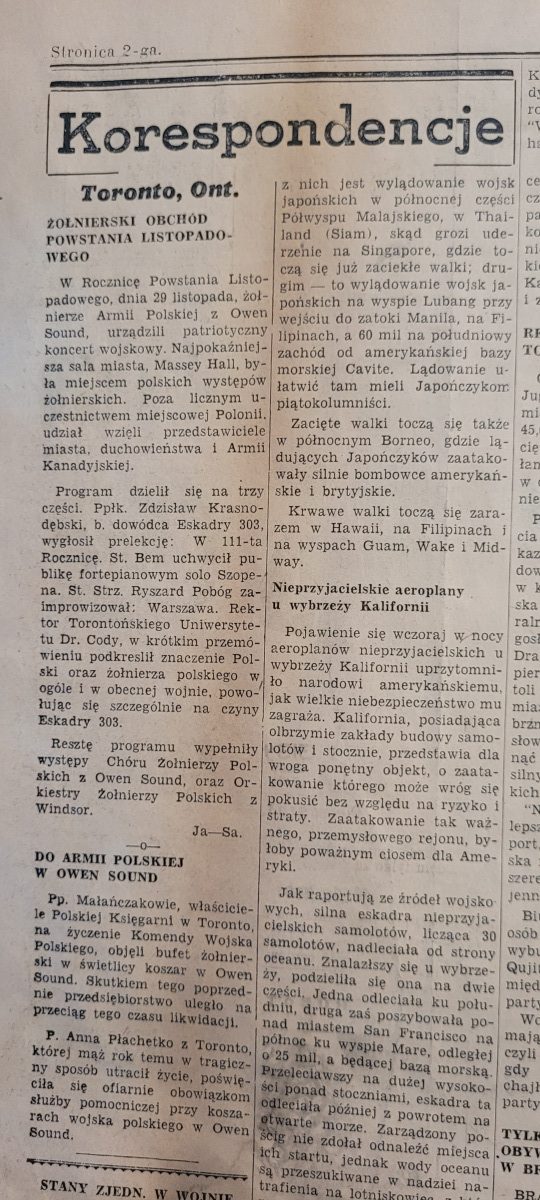 Stronica 2-ga.
Korespondencje
Toronto, Ont.
ŻOŁNIERSKI OBCHÓD
POWSTANIA LISTOPADO-
WEGO
W Rocznicę Powstania Listo-
padowego, dnia 29 listopada, żoł-
nierze Armii Polskiej z Owen
Sound, urządzili patriotyczny
koncert wojskowy. Najpokaźniej-
sza sala miasta, Massey Hall, by-
ła miejscem polskich występów
żołnierskich. Poza licznym u-
czestnictwem miejscowej Polonii,
udział wzięli przedstawiciele
miasta, duchowieństwa i Armii
Kanadyjskiej.
Program dzielił się na trzy
części. Ppłk. Zdzisław Krasno-
dębski, b. dowódca Eskadry 303,
wygłosił prelekcję: W 111-ta
Rocznicę. St. Bem uchwycił pu-
blikę fortepianowym solo Szope-
na. St. Strz. Ryszard Pobóg za-
improwizował: Warszawa. Rek-
tor Torontońskiego Uniwersyte-
tu Dr. Cody, w krótkim przemó-
wieniu podkreślił znaczenie Pol-
ski oraz żołnierza polskiego w
ogóle i w obecnej wojnie, powo-
łując się szczególnie na czyny
Eskadry 303.
Resztę programu wypełniły
występy Chóru Żołnierzy Pol-
skich z Owen Sound, oraz Or-
kiestry Żołnierzy Polskich z
Windsor.
Ja—Sa.
—o—
DO ARMII POLSKIEJ
W OWEN SOUND
Pp. Małańczakowie, właścicie-
le Polskiej Księgarni w Toronto,
na życzenie Komendy Wojska
Polskiego, objęli bufet żołnier-
ski w świetlicy koszar w Owen
Sound. Skutkiem tego poprzed-
nie przedsiębiorstwo uległo na
przeciąg tego czasu likwidacji.
P. Anna Płachetko z Toronto,
której mąż rok temu w tragicz-
ny sposób utracił życie, poświę-
ciła się ofiarnie obowiązkom
służby pomocniczej przy kosza-
rach wojska polskiego w Owen
Sound.
STANY ZJEDN. W WOJNIE
z nich jest wylądowanie wojsk
japońskich w północnej części
Półwyspu Malajskiego, w Thai-
land (Siam), skąd grozi ude-
rzenie na Singapore, gdzie to-
czą się już zaciekłe walki; dru-
gim — to wylądowanie wojsk ja-
pońskich na wyspie Lubang przy
wejściu do zatoki Manila, na Fi-
lipinach, a 60 mil na południowy
zachód od amerykańskiej bazy
morskiej Cavite. Lądowanie u-
łatwić tam mieli Japończykom
piątokolumniści.
Zacięte walki toczą się także
w północnym Borneo, gdzie lą-
dujących Japończyków zaatako-
wały silnie bombowce amerykań-
skie i brytyjskie.
Krwawe walki toczą się zara-
zem w Hawaii, na Filipinach i
na wyspach Guam, Wake i Mid-
way.
Nieprzyjacielskie aeroplany
u wybrzeży Kalifornii
Pojawienie się wczoraj w nocy
aeroplanów nieprzyjacielskich u
wybrzeży Kalifornii uprzytomni-
ło narodowi amerykańskiemu,
jak wielkie niebezpieczeństwo mu
zagraża. Kalifornia, posiadająca
olbrzymie zakłady budowy samo-
lotów i stocznie, przedstawia dla
wroga ponętny objekt, o zaata-
kowanie którego może wróg się
pokusić bez względu na ryzyko i
straty. Zaatakowanie tak waż-
nego, przemysłowego rejonu, by-
łoby poważnym ciosem dla Ame-
ryki.
Jak raportują ze źródeł wojsko-
wych, silna eskadra nieprzyja-
cielskich samolotów, licząca 30
samolotów, nadleciała od strony
oceanu. Znalazłszy się u wybrze-
ży, podzieliła się ona na dwie
części. Jedna odleciała ku połu-
dniu, druga zaś poszybowała po-
nad miastem San Francisco na
północ ku wyspie Mare, odległej
o 25 mil, a będącej bazą morską.
Przeleciawszy na dużej wysoko-
ści ponad stoczniami, eskadra ta
odleciała później z powrotem na
otwarte morze. Zarządzony po-
ścig nie zdołał odnaleźć miejsca
ich startu, jednak wody oceanu
są przeszukiwane w nadziei na-
trafienia na lotniskowiec, z któ-